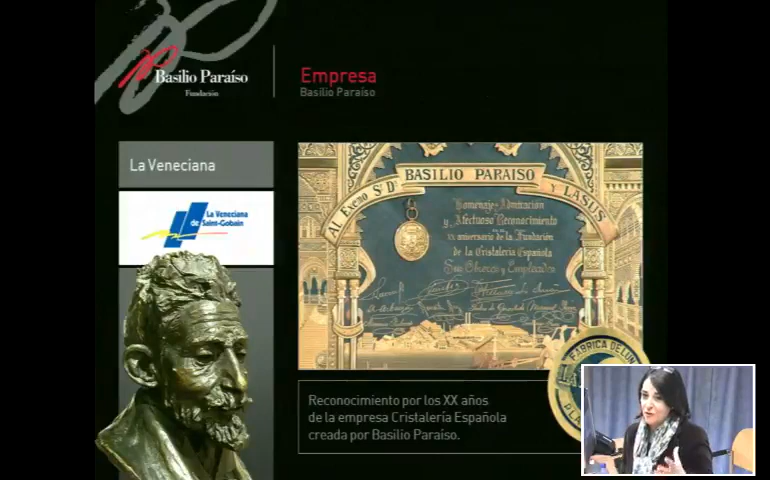 Basilio Paraíso
Fundación
Empresa
Basilio Paraíso
La Veneciana
La Veneciana
de Saint-Gobain
AL EXCMO SR. D. BASILIO PARAISO Y LASUS
Homenaje, Admiración
y Afectuoso Reconocimiento
XX aniversario de la Fundación
de la Cristalería Española
Sus Obreros y Empleados
FABRICA DE LUN
Reconocimiento por los XX años
de la empresa Cristalería Española
creada por Basilio Paraíso.